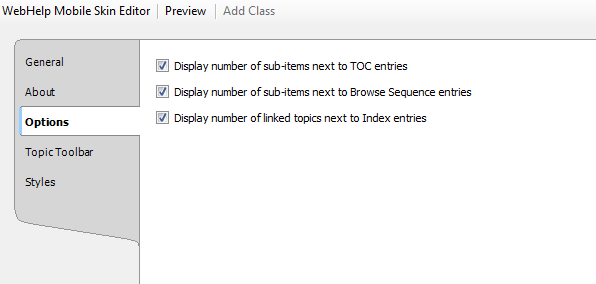 WebHelp Mobile Skin Editor Preview Add Class
General
About
Options
Topic Toolbar
Styles
Display number of sub-items next to TOC entries
Display number of sub-items next to Browse Sequence entries
Display number of linked topics next to Index entries